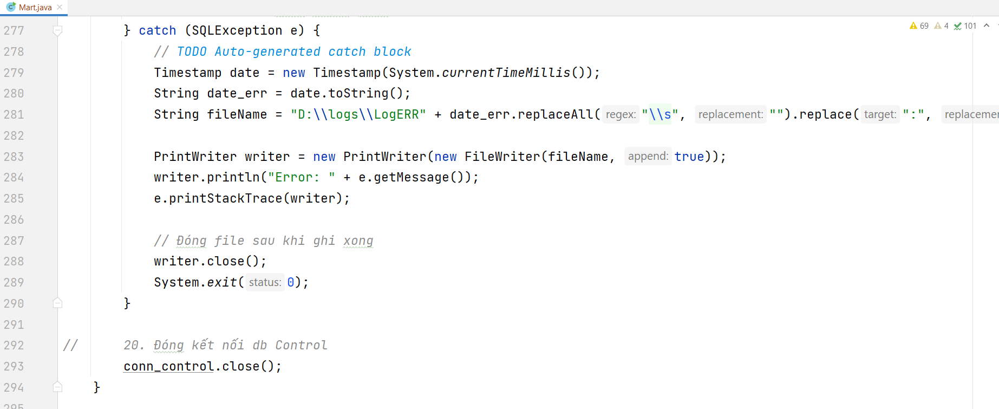 Mart.java
69 4 101
277 } catch (SQLException e) {
278 // TODO Auto-generated catch block
279 Timestamp date = new Timestamp(System.currentTimeMillis());
280 String date_err = date.toString();
281 String fileName = "D:\\logs\\LogERR" + date_err.replaceAll( regex: "\\s", replacement: "").replace( target: ":",
282
283 PrintWriter writer = new PrintWriter(new FileWriter(fileName, append: true));
284 writer.println("Error: " + e.getMessage());
285 e.printStackTrace(writer);
286
287 // Đóng file sau khi ghi xong
288 writer.close();
289 System.exit( status: 0);
290 }
291
292 // 20. Đóng kết nối db Control
293 conn_control.close();
294 }
295